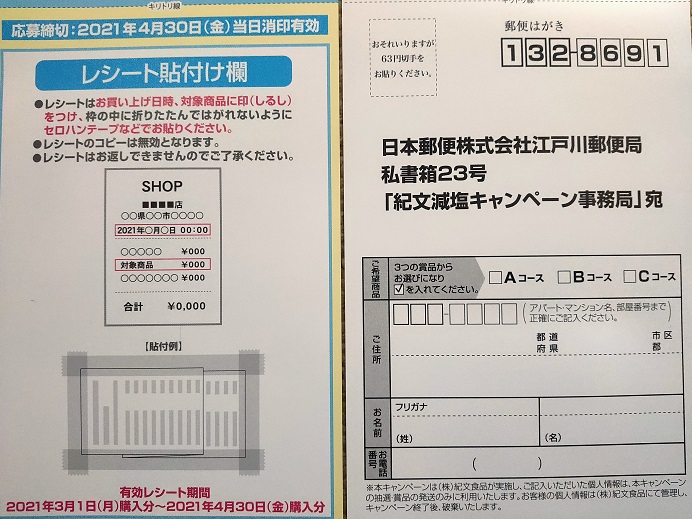 キリトリ線
応募締切：2021年4月30日（金）当日消印有効
レシート貼付け欄
●レシートはお買い上げ日時、対象商品に印（しるし）
をつけ、枠の中に折りたたんではがれないように
セロハンテープなどでお貼りください。
●レシートのコピーは無効となります。
●レシートはお返しできませんのでご了承ください。
SHOP
■■■■店
○○県○○市○○○○
2021年○月○日 00:00
○○○○○ ¥000
対象商品 ¥000
○○○○○○○ ¥000
合計 ¥0,000
【貼付例】
有効レシート期間
2021年3月1日（月）購入分～2021年4月30日（金）購入分
キリトリ線
おそれいりますが
63円切手を
お貼りください。
郵便はがき
132-8691
日本郵便株式会社江戸川郵便局
私書箱23号
「紀文減塩キャンペーン事務局」宛
ご希望商品
3つの賞品から
お選びになり
☑を入れてください。
□Aコース □Bコース □Cコース
ご住所
（アパート・マンション名、部屋番号まで
正確にご記入ください。）
都道府県
市区郡
お名前
フリガナ
（姓）
（名）
お電話番号
（ ）
※本キャンペーンは（株）紀文食品が実施し、ご記入いただいた個人情報は、本キャンペーン
の抽選・賞品の発送のみに利用いたします。お客様の個人情報は（株）紀文食品にて管理し、
キャンペーン終了後、破棄いたします。